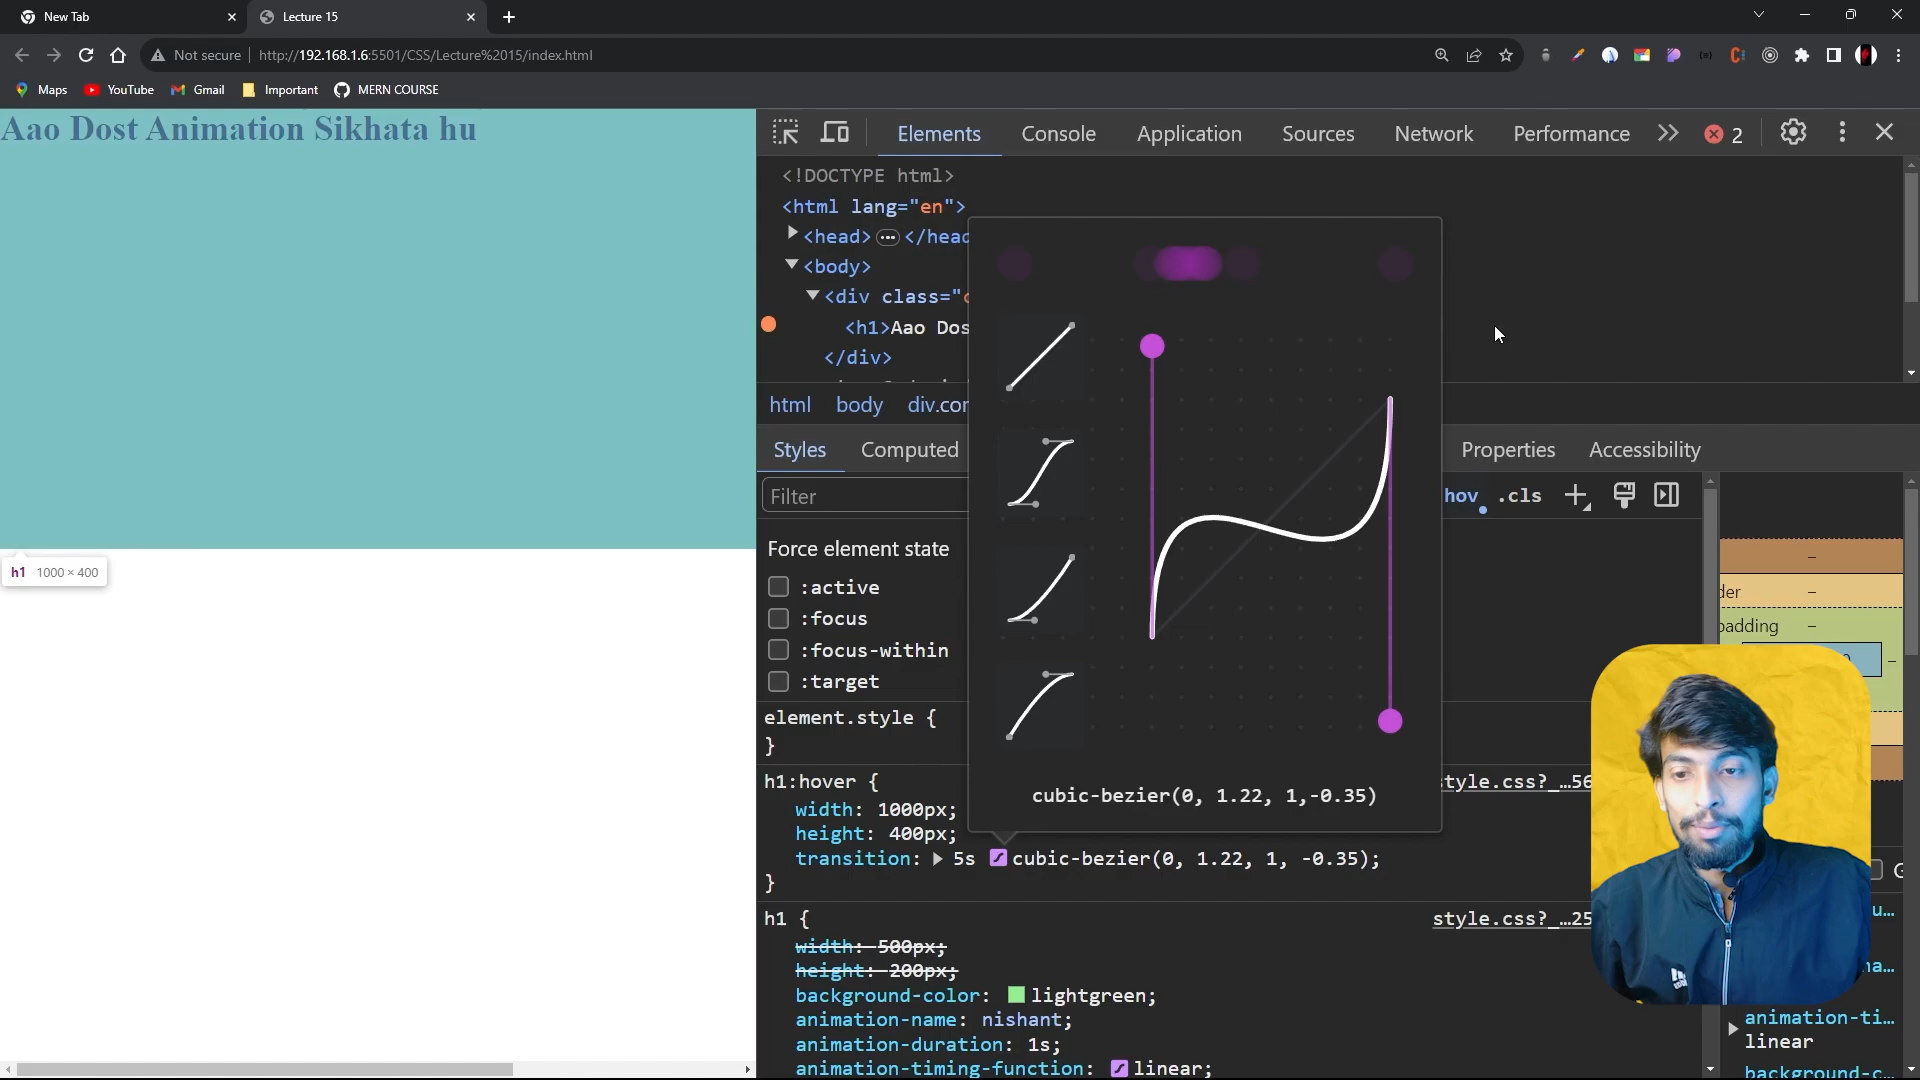 New Tab
Lecture 15
Not secure
http://192.168.1.6:5501/CSS/Lecture%2015/index.html
Maps
YouTube
Gmail
Important
MERN COURSE
Aao Dost Animation Sikhata hu
h1 1000 × 400
Elements
Console
Application
Sources
Network
Performance
2
<!DOCTYPE html>
<html lang="en">
<head> … </head
<body>
<div class="
<h1>Aao Dos
</div>
html
body
div.cor
Styles
Computed
Properties
Accessibility
Filter
hov
.cls
Force element state
:active
:focus
:focus-within
:target
element.style {
}
cubic-bezier(0, 1.22, 1,-0.35)
h1:hover {
style.css?_…56
width: 1000px;
height: 400px;
transition: 5s cubic-bezier(0, 1.22, 1, -0.35);
}
h1 {
style.css?_…25
width: 500px;
height: 200px;
background-color: lightgreen;
animation-name: nishant;
animation-duration: 1s;
animation-timing-function: linear;
–
der –
padding –
–
animation-ti…
linear
background-c…